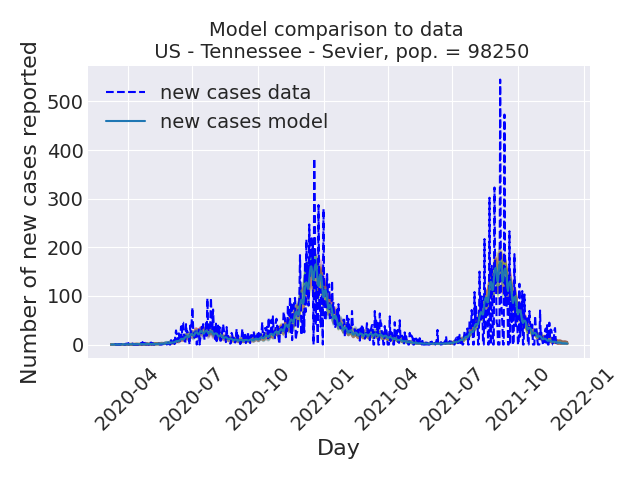 Model comparison to data
US - Tennessee - Sevier, pop. = 98250
Number of new cases reported
500
400
300
200
100
0
new cases data
new cases model
2020-04
2020-07
2020-10
2021-01
2021-04
2021-07
2021-10
2022-01
Day